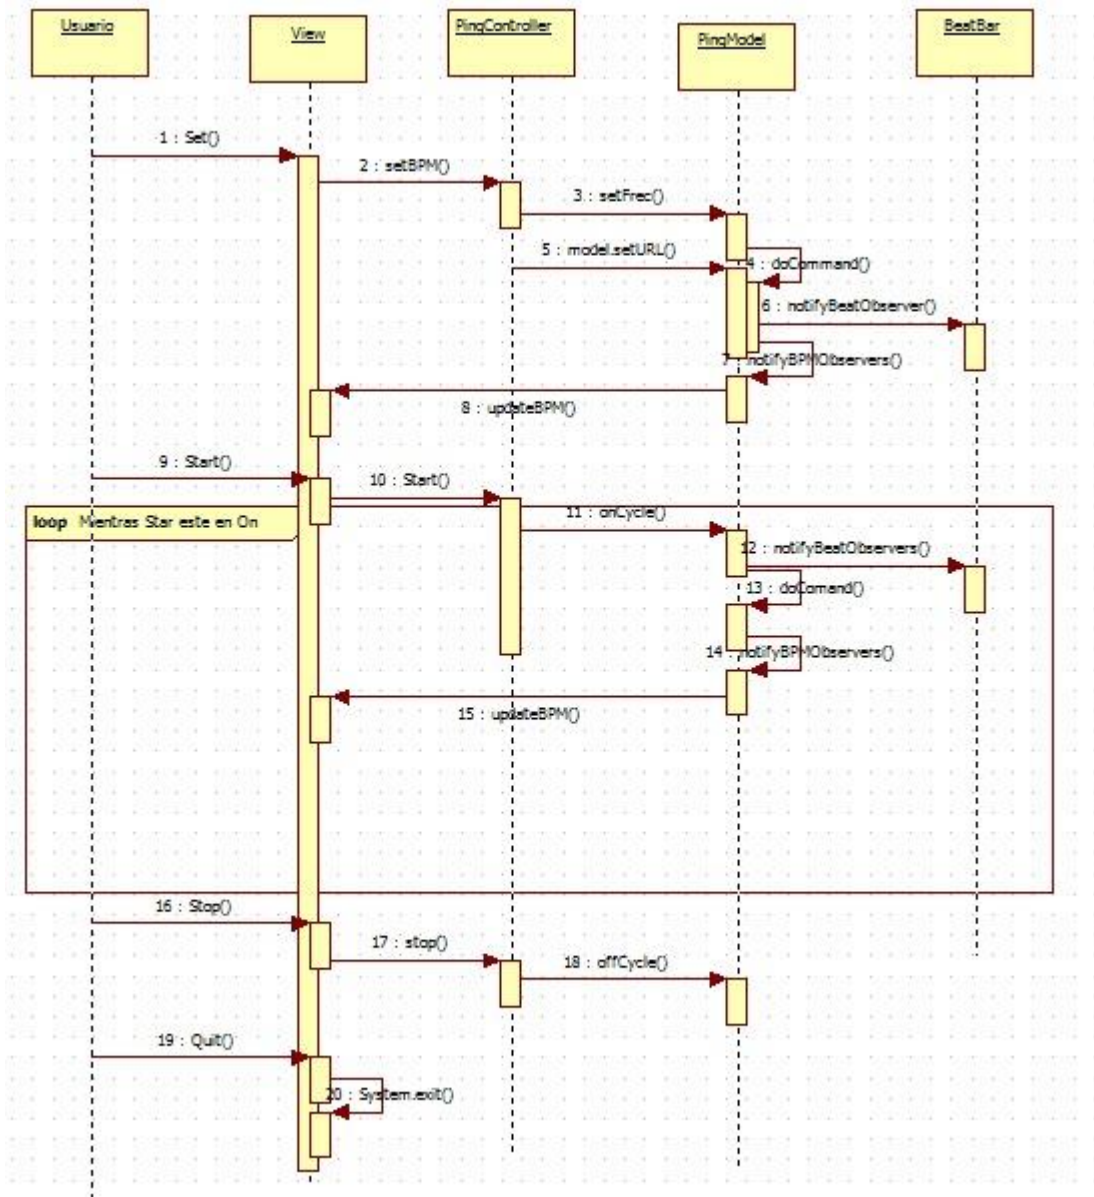 Usuario
View
PingController
PingModel
BeatBar
1 : Set()
2 : setBPM()
3 : setFrec()
5 : model.setURL()
4 : doCommand()
6 : notifyBeatObserver()
7 : notifyBPMObservers()
8 : updateBPM()
9 : Start()
10 : Start()
loop Mientras Star este en On
11 : onCycle()
12 : notifyBeatObservers()
13 : doComand()
14 : notifyBPMObservers()
15 : updateBPM()
16 : Stop()
17 : stop()
18 : offCycle()
19 : Quit()
20 : System.exit()